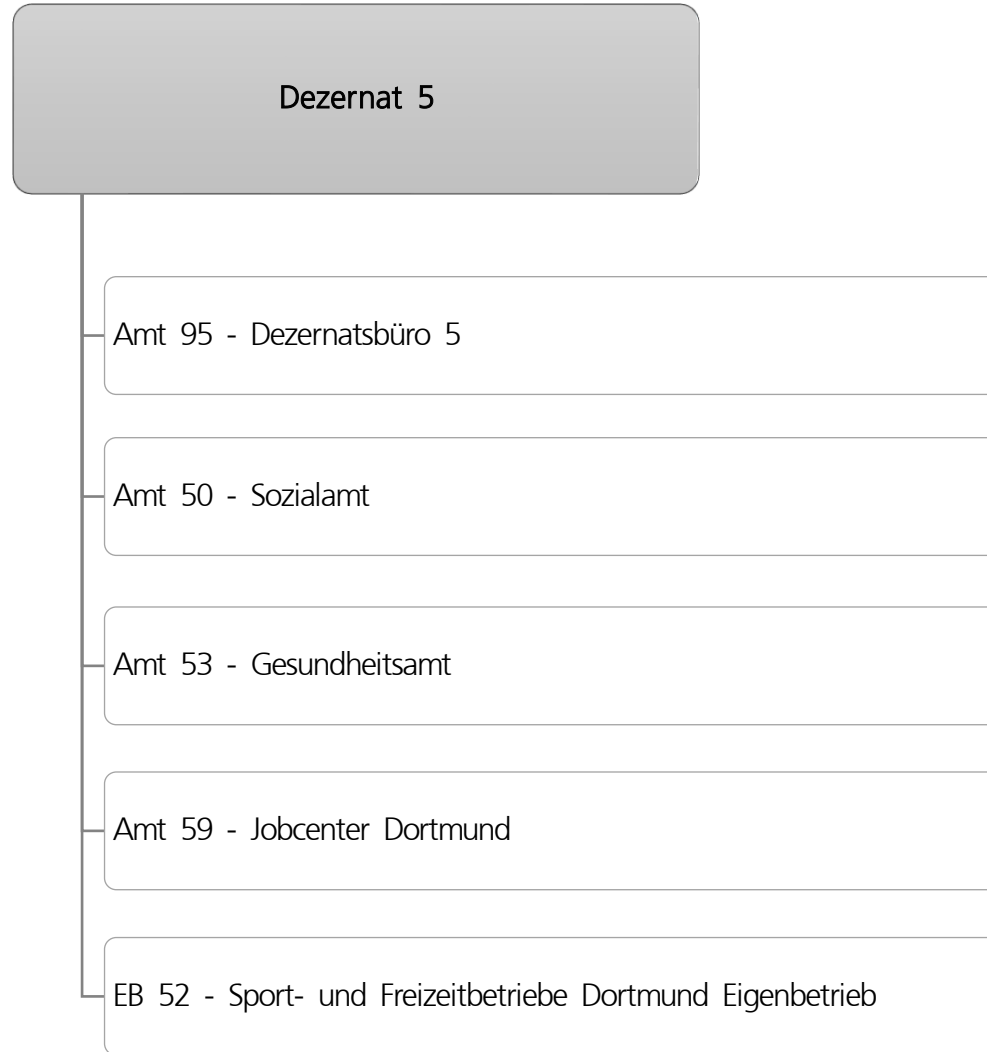 Dezernat 5
Amt 95 - Dezernatsbüro 5
Amt 50 - Sozialamt
Amt 53 - Gesundheitsamt
Amt 59 - Jobcenter Dortmund
EB 52 - Sport- und Freizeitbetriebe Dortmund Eigenbetrieb